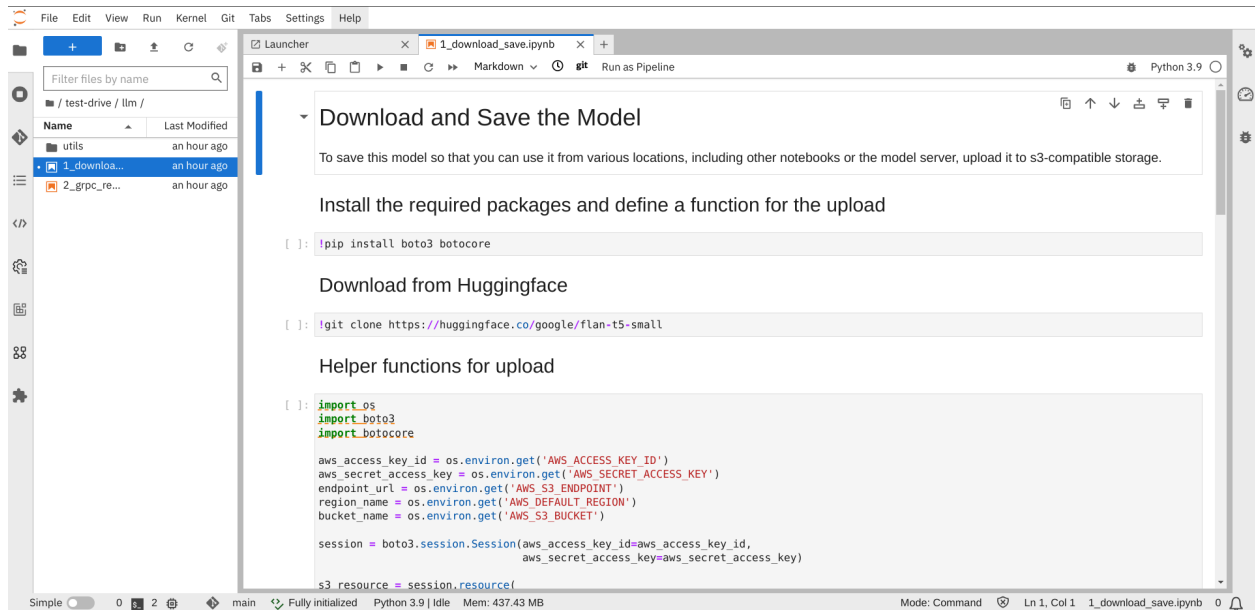 File Edit View Run Kernel Git Tabs Settings Help
Launcher
1_download_save.ipynb
Filter files by name
/ test-drive / llm /
Name Last Modified
utils an hour ago
1_downloa... an hour ago
2_grpc_re... an hour ago
Markdown git Run as Pipeline Python 3.9
Download and Save the Model
To save this model so that you can use it from various locations, including other notebooks or the model server, upload it to s3-compatible storage.
Install the required packages and define a function for the upload
[ ]: !pip install boto3 botocore
Download from Huggingface
[ ]: !git clone https://huggingface.co/google/flan-t5-small
Helper functions for upload
[ ]: import os
import boto3
import botocore
aws_access_key_id = os.environ.get('AWS_ACCESS_KEY_ID')
aws_secret_access_key = os.environ.get('AWS_SECRET_ACCESS_KEY')
endpoint_url = os.environ.get('AWS_S3_ENDPOINT')
region_name = os.environ.get('AWS_DEFAULT_REGION')
bucket_name = os.environ.get('AWS_S3_BUCKET')
session = boto3.session.Session(aws_access_key_id=aws_access_key_id,
aws_secret_access_key=aws_secret_access_key)
s3_resource = session.resource(
Simple 0 2 main Fully initialized Python 3.9 | Idle Mem: 437.43 MB Mode: Command Ln 1, Col 1 1_download_save.ipynb 0